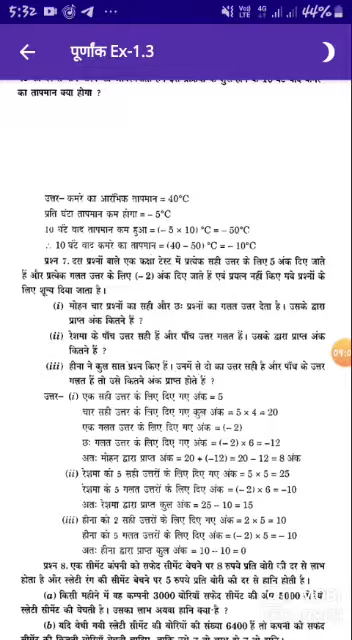 5:32
44%
पूर्णांक Ex-1.3
का तापमान क्या होगा ?
उत्तर– कमरे का आरंभिक तापमान = 40°C
प्रति घंटा तापमान कम होगा = – 5°C
10 घंटे बाद तापमान कम हुआ = (– 5 × 10) °C = – 50°C
∴ 10 घंटे बाद कमरे का तापमान = (40 – 50) °C = – 10°C
प्रश्न 7. दस प्रश्नों वाले एक कक्षा टेस्ट में प्रत्येक सही उत्तर के लिए 5 अंक दिए जाते
हैं और प्रत्येक गलत उत्तर के लिए (– 2) अंक दिए जाते हैं एवं प्रयत्न नहीं किए गये प्रश्नों के
लिए शून्य दिया जाता है।
(i) मोहन चार प्रश्नों का सही और छः प्रश्नों का गलत उत्तर देता है। उसके द्वारा
प्राप्त अंक कितने हैं ?
(ii) रेशमा के पाँच उत्तर सही हैं और पाँच उत्तर गलत हैं। उसके द्वारा प्राप्त अंक
कितने हैं ?
(iii) हीना ने कुल सात प्रश्न किए हैं। उनमें से दो का उत्तर सही है और पाँच के उत्तर
गलत हैं तो उसे कितने अंक प्राप्त होते हैं ?
उत्तर– (i) एक सही उत्तर के लिए दिए गए अंक = 5
चार सही उत्तर के लिए दिए गए कुल अंक = 5 × 4 = 20
एक गलत उत्तर के लिए दिए गए अंक = (– 2)
छः गलत उत्तर के लिए दिए गए अंक = (– 2) × 6 = –12
अतः मोहन द्वारा प्राप्त अंक = 20 + (–12) = 20 – 12 = 8 अंक
(ii) रेशमा को 5 सही उत्तरों के लिए दिए गए अंक = 5 × 5 = 25
रेशमा के 5 गलत उत्तरों के लिए दिए गए अंक = (– 2) × 6 = –10
अतः रेशमा द्वारा प्राप्त कुल अंक = 25 – 10 = 15
(iii) हीना को 2 सही उत्तरों के लिए दिए गए अंक = 2 × 5 = 10
हीना को 5 गलत उत्तरों के लिए दिए गए अंक = 5 × (– 2) = – 10
अतः हीना द्वारा प्राप्त कुल अंक = 10 – 10 = 0
प्रश्न 8. एक सीमेंट कंपनी को सफेद सीमेंट बेचने पर 8 रुपये प्रति बोरी की दर से लाभ
होता है और स्लेटी रंग की सीमेंट बेचने पर 5 रुपये प्रति बोरी की दर से हानि होती है।
(a) किसी महीने में वह कम्पनी 3000 बोरियाँ सफेद सीमेंट की और 5000 बोरियाँ
स्लेटी सीमेंट की बेचती है। उसका लाभ अथवा हानि क्या है ?
(b) यदि बेची गयी स्लेटी सीमेंट की बोरियों की संख्या 6400 हैं तो कंपनी को सफेद